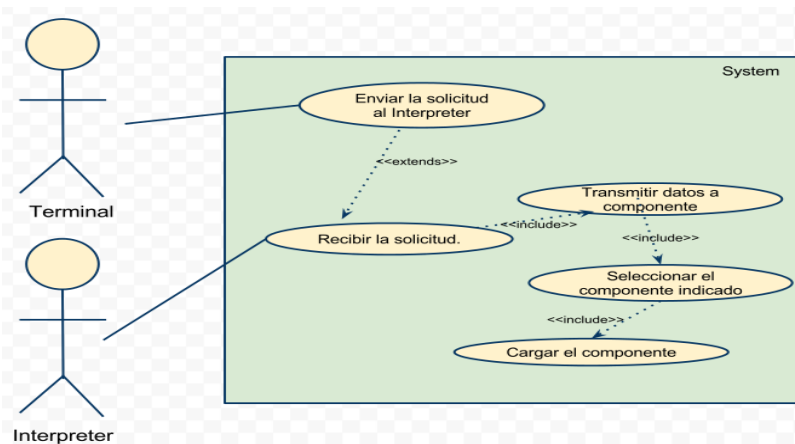 System
Enviar la solicitud
al Interpreter
<<extends>>
Terminal
Transmitir datos a
componente
<<include>>
Recibir la solicitud.
<<include>>
Seleccionar el
componente indicado
<<include>>
Cargar el componente
Interpreter